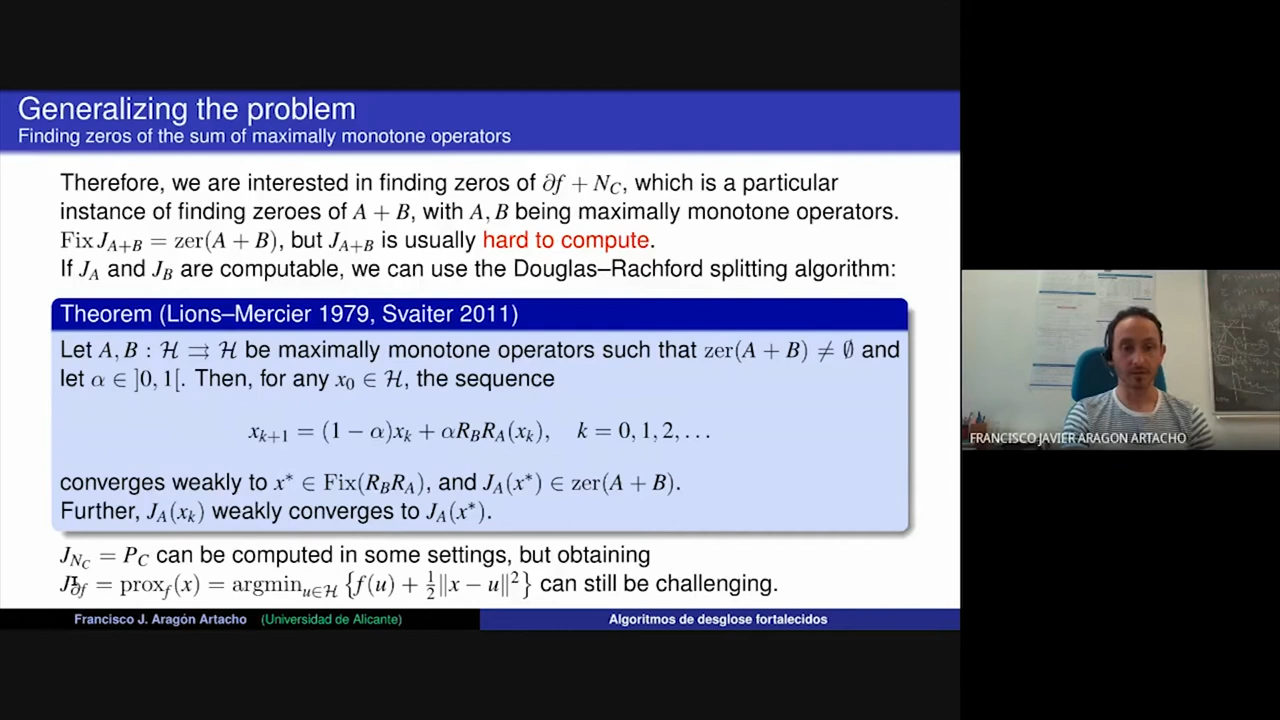 Generalizing the problem
Finding zeros of the sum of maximally monotone operators
Therefore, we are interested in finding zeros of ∂f + N_C, which is a particular
instance of finding zeroes of A + B, with A, B being maximally monotone operators.
Fix J_{A+B} = zer(A + B), but J_{A+B} is usually hard to compute.
If J_A and J_B are computable, we can use the Douglas–Rachford splitting algorithm:
Theorem (Lions–Mercier 1979, Svaiter 2011)
Let A, B : ℋ ⇉ ℋ be maximally monotone operators such that zer(A + B) ≠ ∅ and
let α ∈ ]0, 1[. Then, for any x_0 ∈ ℋ, the sequence
x_{k+1} = (1 − α)x_k + αR_B R_A(x_k), k = 0, 1, 2, …
converges weakly to x* ∈ Fix(R_B R_A), and J_A(x*) ∈ zer(A + B).
Further, J_A(x_k) weakly converges to J_A(x*).
J_{N_C} = P_C can be computed in some settings, but obtaining
J_{∂f} = prox_f(x) = argmin_{u∈ℋ} {f(u) + ½‖x − u‖²} can still be challenging.
Francisco J. Aragón Artacho (Universidad de Alicante)
Algoritmos de desglose fortalecidos
FRANCISCO JAVIER ARAGON ARTACHO